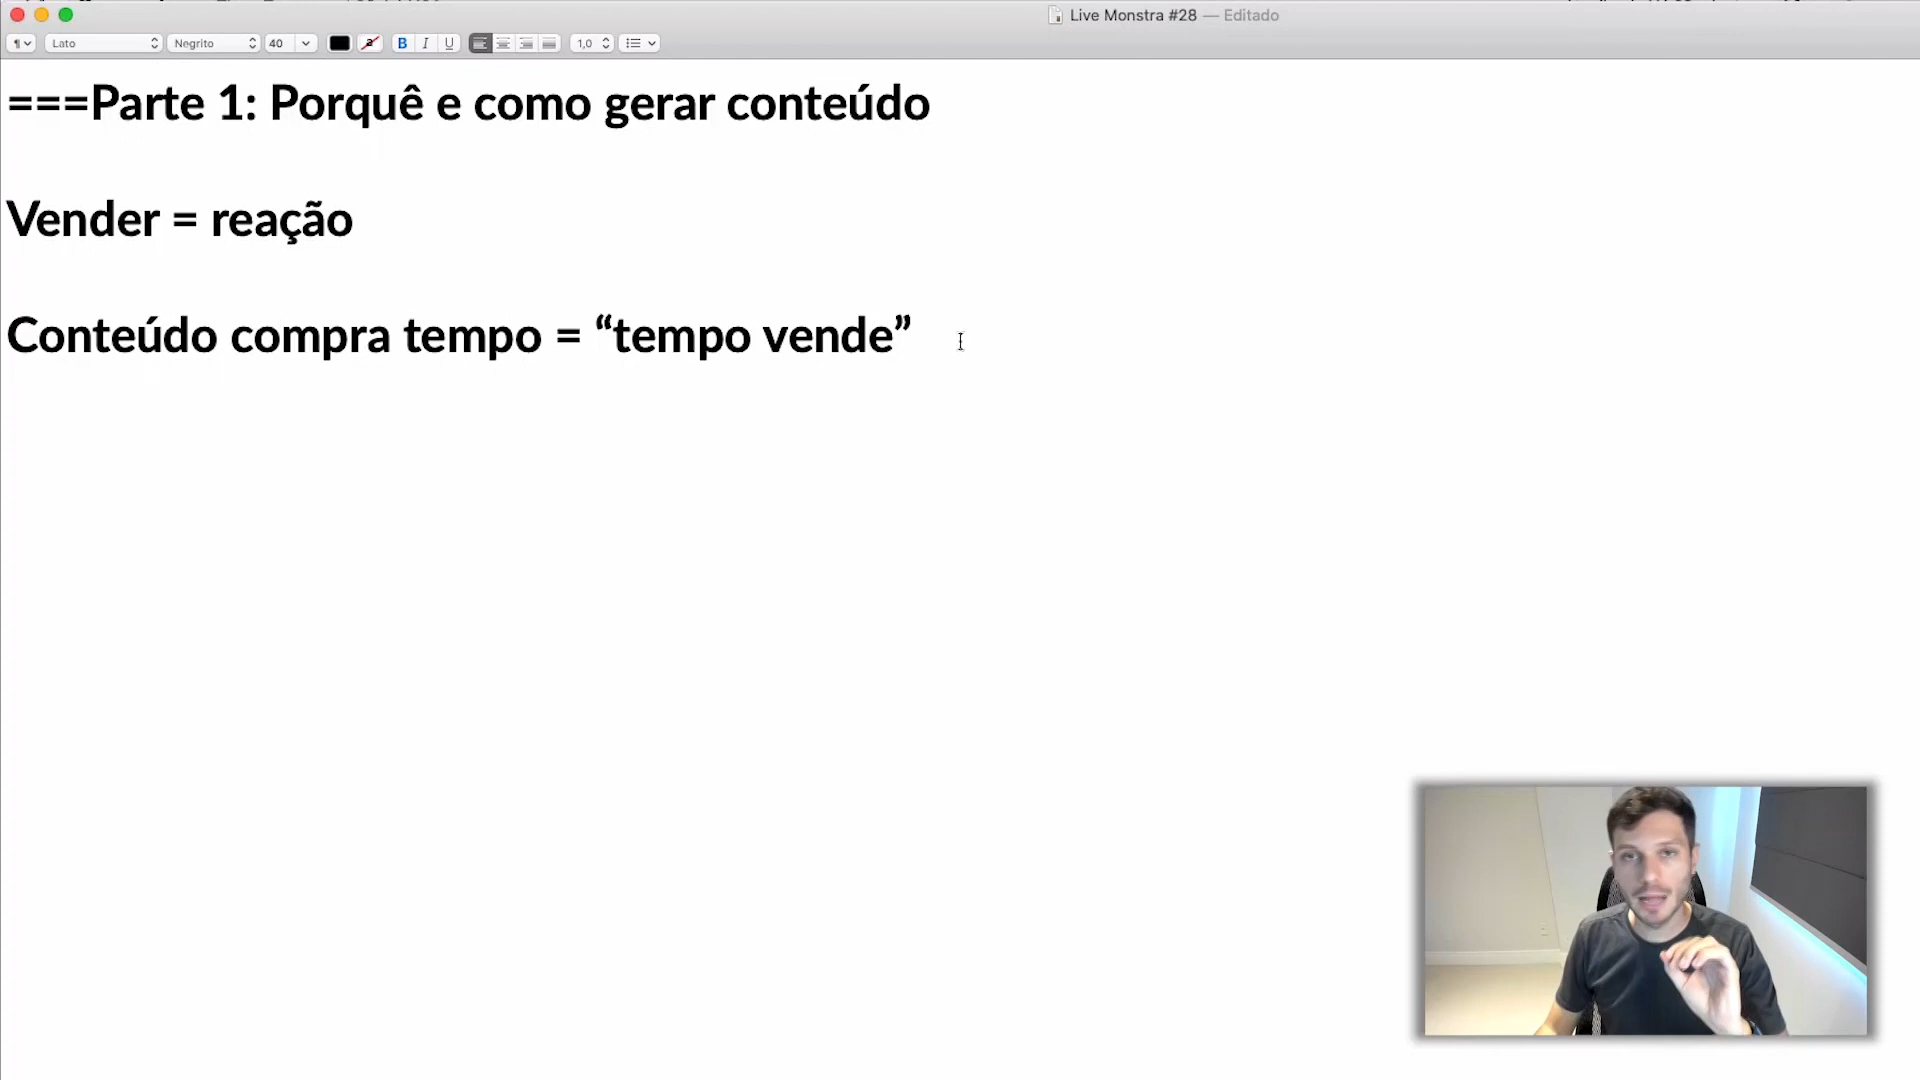 Live Monstra #28 — Editado
Lato Negrito 40 a B I U 1,0
===Parte 1: Porquê e como gerar conteúdo
Vender = reação
Conteúdo compra tempo = “tempo vende”